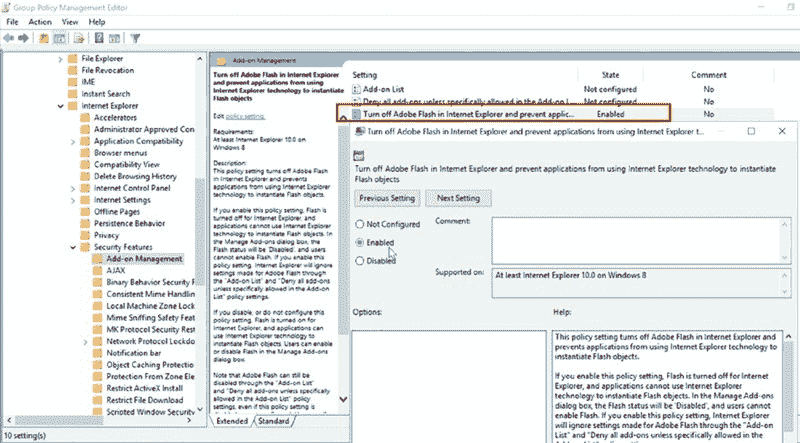 Group Policy Management Editor
File Action View Help
File Explorer
File Revocation
IME
Instant Search
Internet Explorer
Accelerators
Administrator Approved Con
Application Compatibility
Browser menus
Compatibility View
Delete Browsing History
Internet Control Panel
Internet Settings
Offline Pages
Persistence Behavior
Privacy
Security Features
Add-on Management
AJAX
Binary Behavior Security F
Consistent Mime Handling
Local Machine Zone Lock
Mime Sniffing Safety Feat
MK Protocol Security Rest
Network Protocol Lockdo
Notification bar
Object Caching Protection
Protection From Zone Ele
Restrict ActiveX Install
Restrict File Download
Scripted Window Security
10 setting(s)
Add-on Management
Turn off Adobe Flash in Internet Explorer
and prevent applications from using
Internet Explorer technology to instantiate
Flash objects
Edit policy setting.
Requirements:
At least Internet Explorer 10.0 on
Windows 8
Description:
This policy setting turns off Adobe Flash in
Internet Explorer and prevents
applications from using Internet Explorer
technology to instantiate Flash objects.
If you enable this policy setting, Flash is
turned off for Internet Explorer, and
applications cannot use Internet Explorer
technology to instantiate Flash objects. In
the Manage Add-ons dialog box, the
Flash status will be 'Disabled', and users
cannot enable Flash. If you enable this
policy setting, Internet Explorer will ignore
settings made for Adobe Flash through
the "Add-on List" and "Deny all add-ons
unless specifically allowed in the Add-on
List" policy settings.
If you disable, or do not configure this
policy setting, Flash is turned on for
Internet Explorer, and applications can
use Internet Explorer technology to
instantiate Flash objects. Users can enable
or disable Flash in the Manage Add-ons
dialog box.
Note that Adobe Flash can still be
disabled through the "Add-on List" and
"Deny all add-ons unless specifically
allowed in the Add-on List" policy
settings, even if this policy setting is
Extended Standard
Setting State Comment
Add-on List Not configured No
Deny all add-ons unless specifically allowed in the Add-on L... Not configured No
Turn off Adobe Flash in Internet Explorer and prevent applic... Enabled No
Turn off Adobe Flash in Internet Explorer and prevent applications from using Internet Explorer t...
Turn off Adobe Flash in Internet Explorer and prevent applications from using Internet Explorer technology to instantiate
Flash objects
Previous Setting Next Setting
Not Configured
Enabled
Disabled
Comment:
Supported on:
At least Internet Explorer 10.0 on Windows 8
Options:
Help:
This policy setting turns off Adobe Flash in Internet Explorer and
prevents applications from using Internet Explorer technology to
instantiate Flash objects.
If you enable this policy setting, Flash is turned off for Internet
Explorer, and applications cannot use Internet Explorer
technology to instantiate Flash objects. In the Manage Add-ons
dialog box, the Flash status will be 'Disabled', and users cannot
enable Flash. If you enable this policy setting, Internet Explorer
will ignore settings made for Adobe Flash through the "Add-on
List" and "Deny all add-ons unless specifically allowed in the